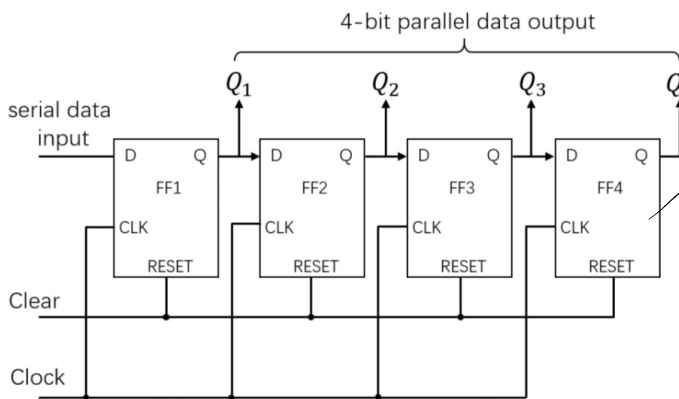 4-bit parallel data output
Q₁ Q₂ Q₃ Q
serial data
input
D Q D Q D Q D Q
FF1 FF2 FF3 FF4
CLK CLK CLK CLK
RESET RESET RESET RESET
Clear
Clock